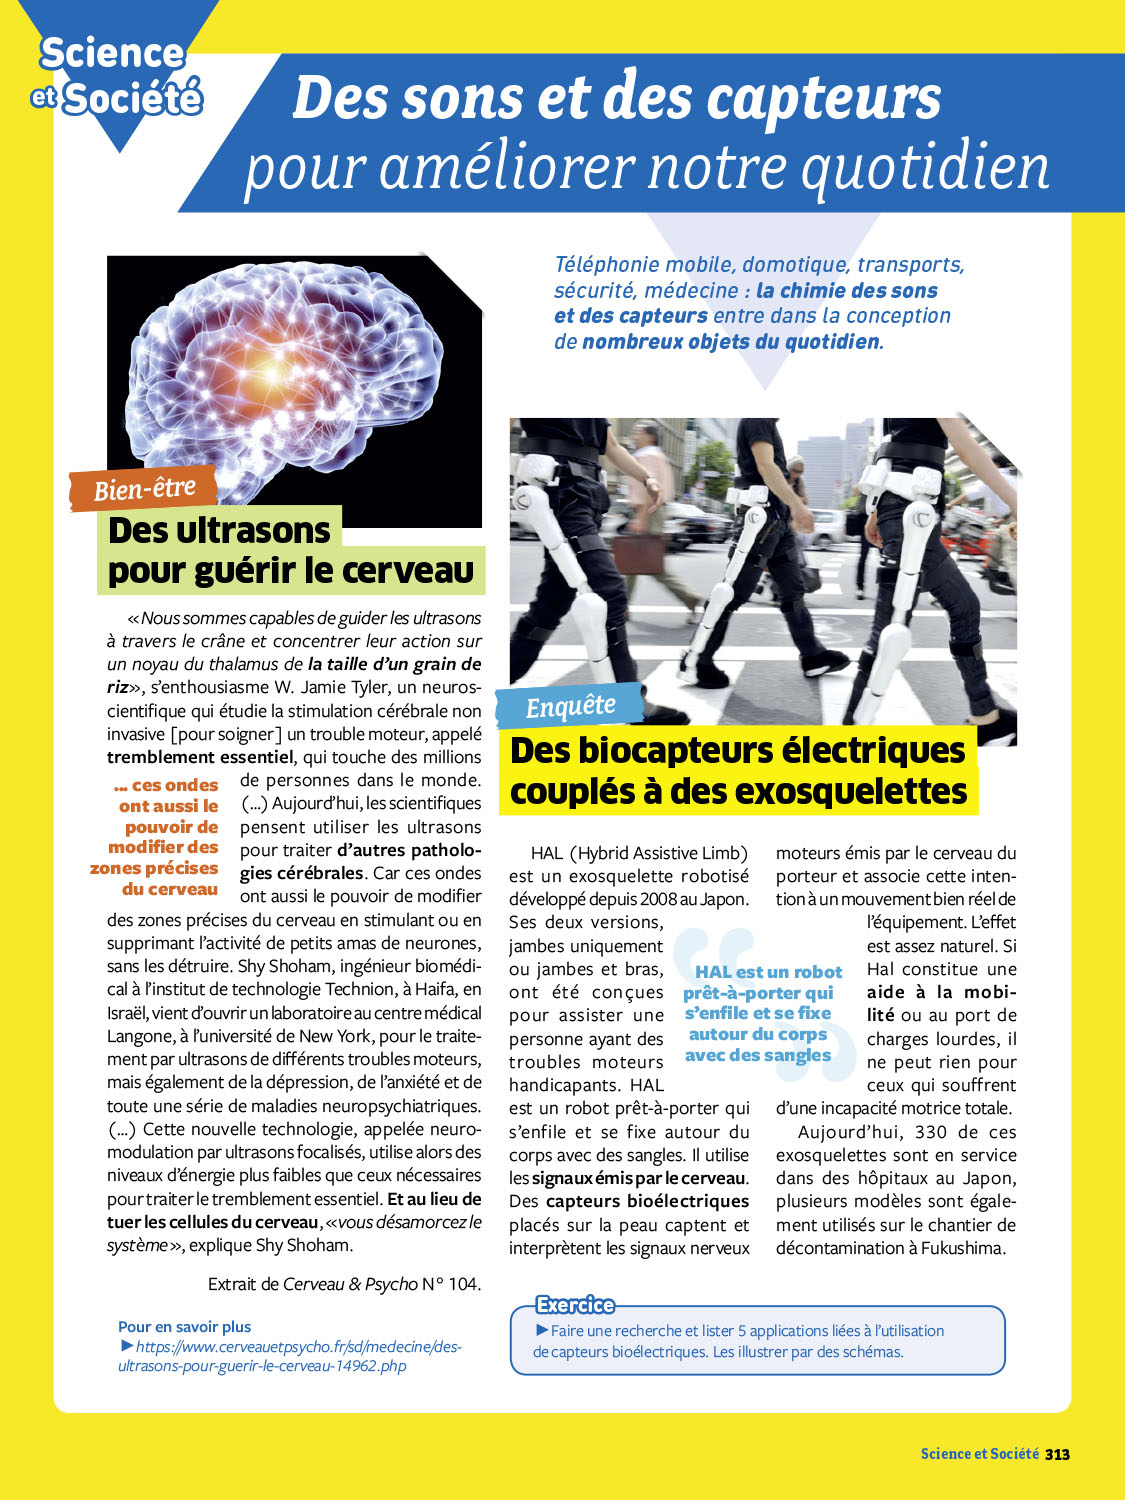 Science
et Société
Des sons et des capteurs
pour améliorer notre quotidien
Téléphonie mobile, domotique, transports,
sécurité, médecine : la chimie des sons
et des capteurs entre dans la conception
de nombreux objets du quotidien.
Bien-être
Des ultrasons
pour guérir le cerveau
« Nous sommes capables de guider les ultrasons
à travers le crâne et concentrer leur action sur
un noyau du thalamus de la taille d’un grain de
riz », s’enthousiasme W. Jamie Tyler, un neuros-
cientifique qui étudie la stimulation cérébrale non
invasive [pour soigner] un trouble moteur, appelé
tremblement essentiel, qui touche des millions
de personnes dans le monde.
(...) Aujourd’hui, les scientifiques
pensent utiliser les ultrasons
pour traiter d’autres patholo-
gies cérébrales. Car ces ondes
ont aussi le pouvoir de modifier
... ces ondes
ont aussi le
pouvoir de
modifier des
zones précises
du cerveau
des zones précises du cerveau en stimulant ou en
supprimant l’activité de petits amas de neurones,
sans les détruire. Shy Shoham, ingénieur biomédi-
cal à l’institut de technologie Technion, à Haifa, en
Israël, vient d’ouvrir un laboratoire au centre médical
Langone, à l’université de New York, pour le traite-
ment par ultrasons de différents troubles moteurs,
mais également de la dépression, de l’anxiété et de
toute une série de maladies neuropsychiatriques.
(...) Cette nouvelle technologie, appelée neuro-
modulation par ultrasons focalisés, utilise alors des
niveaux d’énergie plus faibles que ceux nécessaires
pour traiter le tremblement essentiel. Et au lieu de
tuer les cellules du cerveau, « vous désamorcez le
système », explique Shy Shoham.
Extrait de Cerveau & Psycho N° 104.
Pour en savoir plus
►https://www.cerveauetpsycho.fr/sd/medecine/des-
ultrasons-pour-guerir-le-cerveau-14962.php
Enquête
Des biocapteurs électriques
couplés à des exosquelettes
HAL (Hybrid Assistive Limb)
est un exosquelette robotisé
développé depuis 2008 au Japon.
Ses deux versions,
jambes uniquement
ou jambes et bras,
ont été conçues
pour assister une
personne ayant des
troubles moteurs
handicapants. HAL
est un robot prêt-à-porter qui
s’enfile et se fixe autour du
corps avec des sangles. Il utilise
les signaux émis par le cerveau.
Des capteurs bioélectriques
placés sur la peau captent et
interprètent les signaux nerveux
“HAL est un robot
prêt-à-porter qui
s’enfile et se fixe
autour du corps
avec des sangles”
moteurs émis par le cerveau du
porteur et associe cette inten-
tion à un mouvement bien réel de
l’équipement. L’effet
est assez naturel. Si
Hal constitue une
aide à la mobi-
lité ou au port de
charges lourdes, il
ne peut rien pour
ceux qui souffrent
d’une incapacité motrice totale.
Aujourd’hui, 330 de ces
exosquelettes sont en service
dans des hôpitaux au Japon,
plusieurs modèles sont égale-
ment utilisés sur le chantier de
décontamination à Fukushima.
Exercice
►Faire une recherche et lister 5 applications liées à l’utilisation
de capteurs bioélectriques. Les illustrer par des schémas.
Science et Société 313